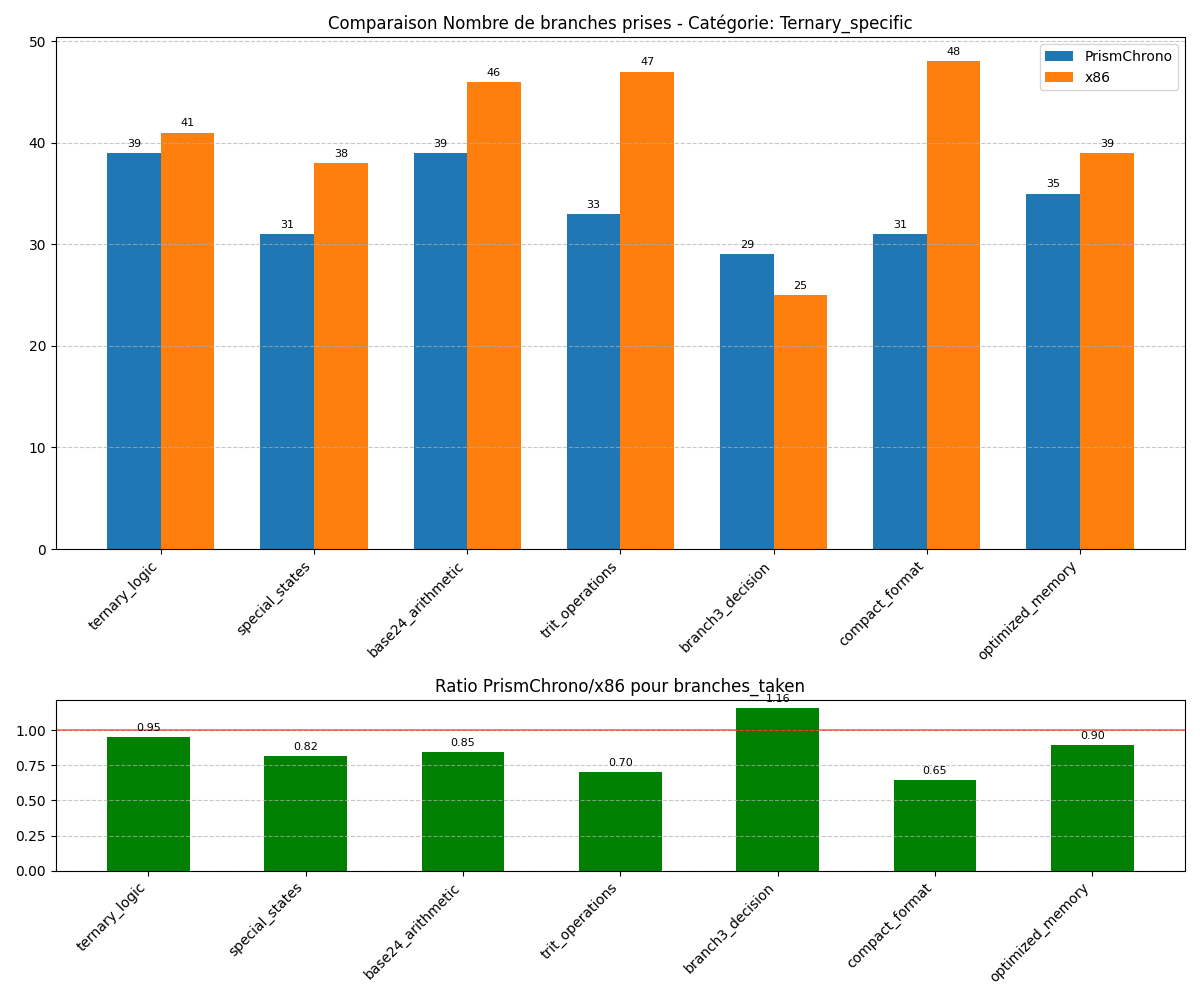 Comparaison Nombre de branches prises - Catégorie: Ternary_specific
PrismChrono
x86
50
40
30
20
10
0
39
41
31
38
39
46
33
47
29
25
31
48
35
39
ternary_logic
special_states
base24_arithmetic
trit_operations
branch3_decision
compact_format
optimized_memory
Ratio PrismChrono/x86 pour branches_taken
1.00
0.75
0.50
0.25
0.00
0.95
0.82
0.85
0.70
1.16
0.65
0.90
ternary_logic
special_states
base24_arithmetic
trit_operations
branch3_decision
compact_format
optimized_memory